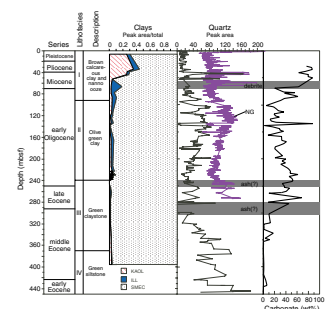 Series
Lithofacies
Description
Clays
Peak area/total
0 0.2 0.4 0.6 0.8
Quartz
Peak area
0 40 80 120 160 200
Depth (mbsf)
0
40
80
120
160
200
240
280
320
360
400
440
Pleistocene
Pliocene
Miocene
early
Oligocene
late
Eocene
middle
Eocene
early
Eocene
I
II
III
IV
Brown
calcare-
ous
clay and
nanno
ooze
Olive
green
clay
Green
claystone
Green
siltstone
KAOL
ILL
SMEC
NG
debrite
ash(?)
ash(?)
0 20 40 60 80 100
Carbonate (wt%)